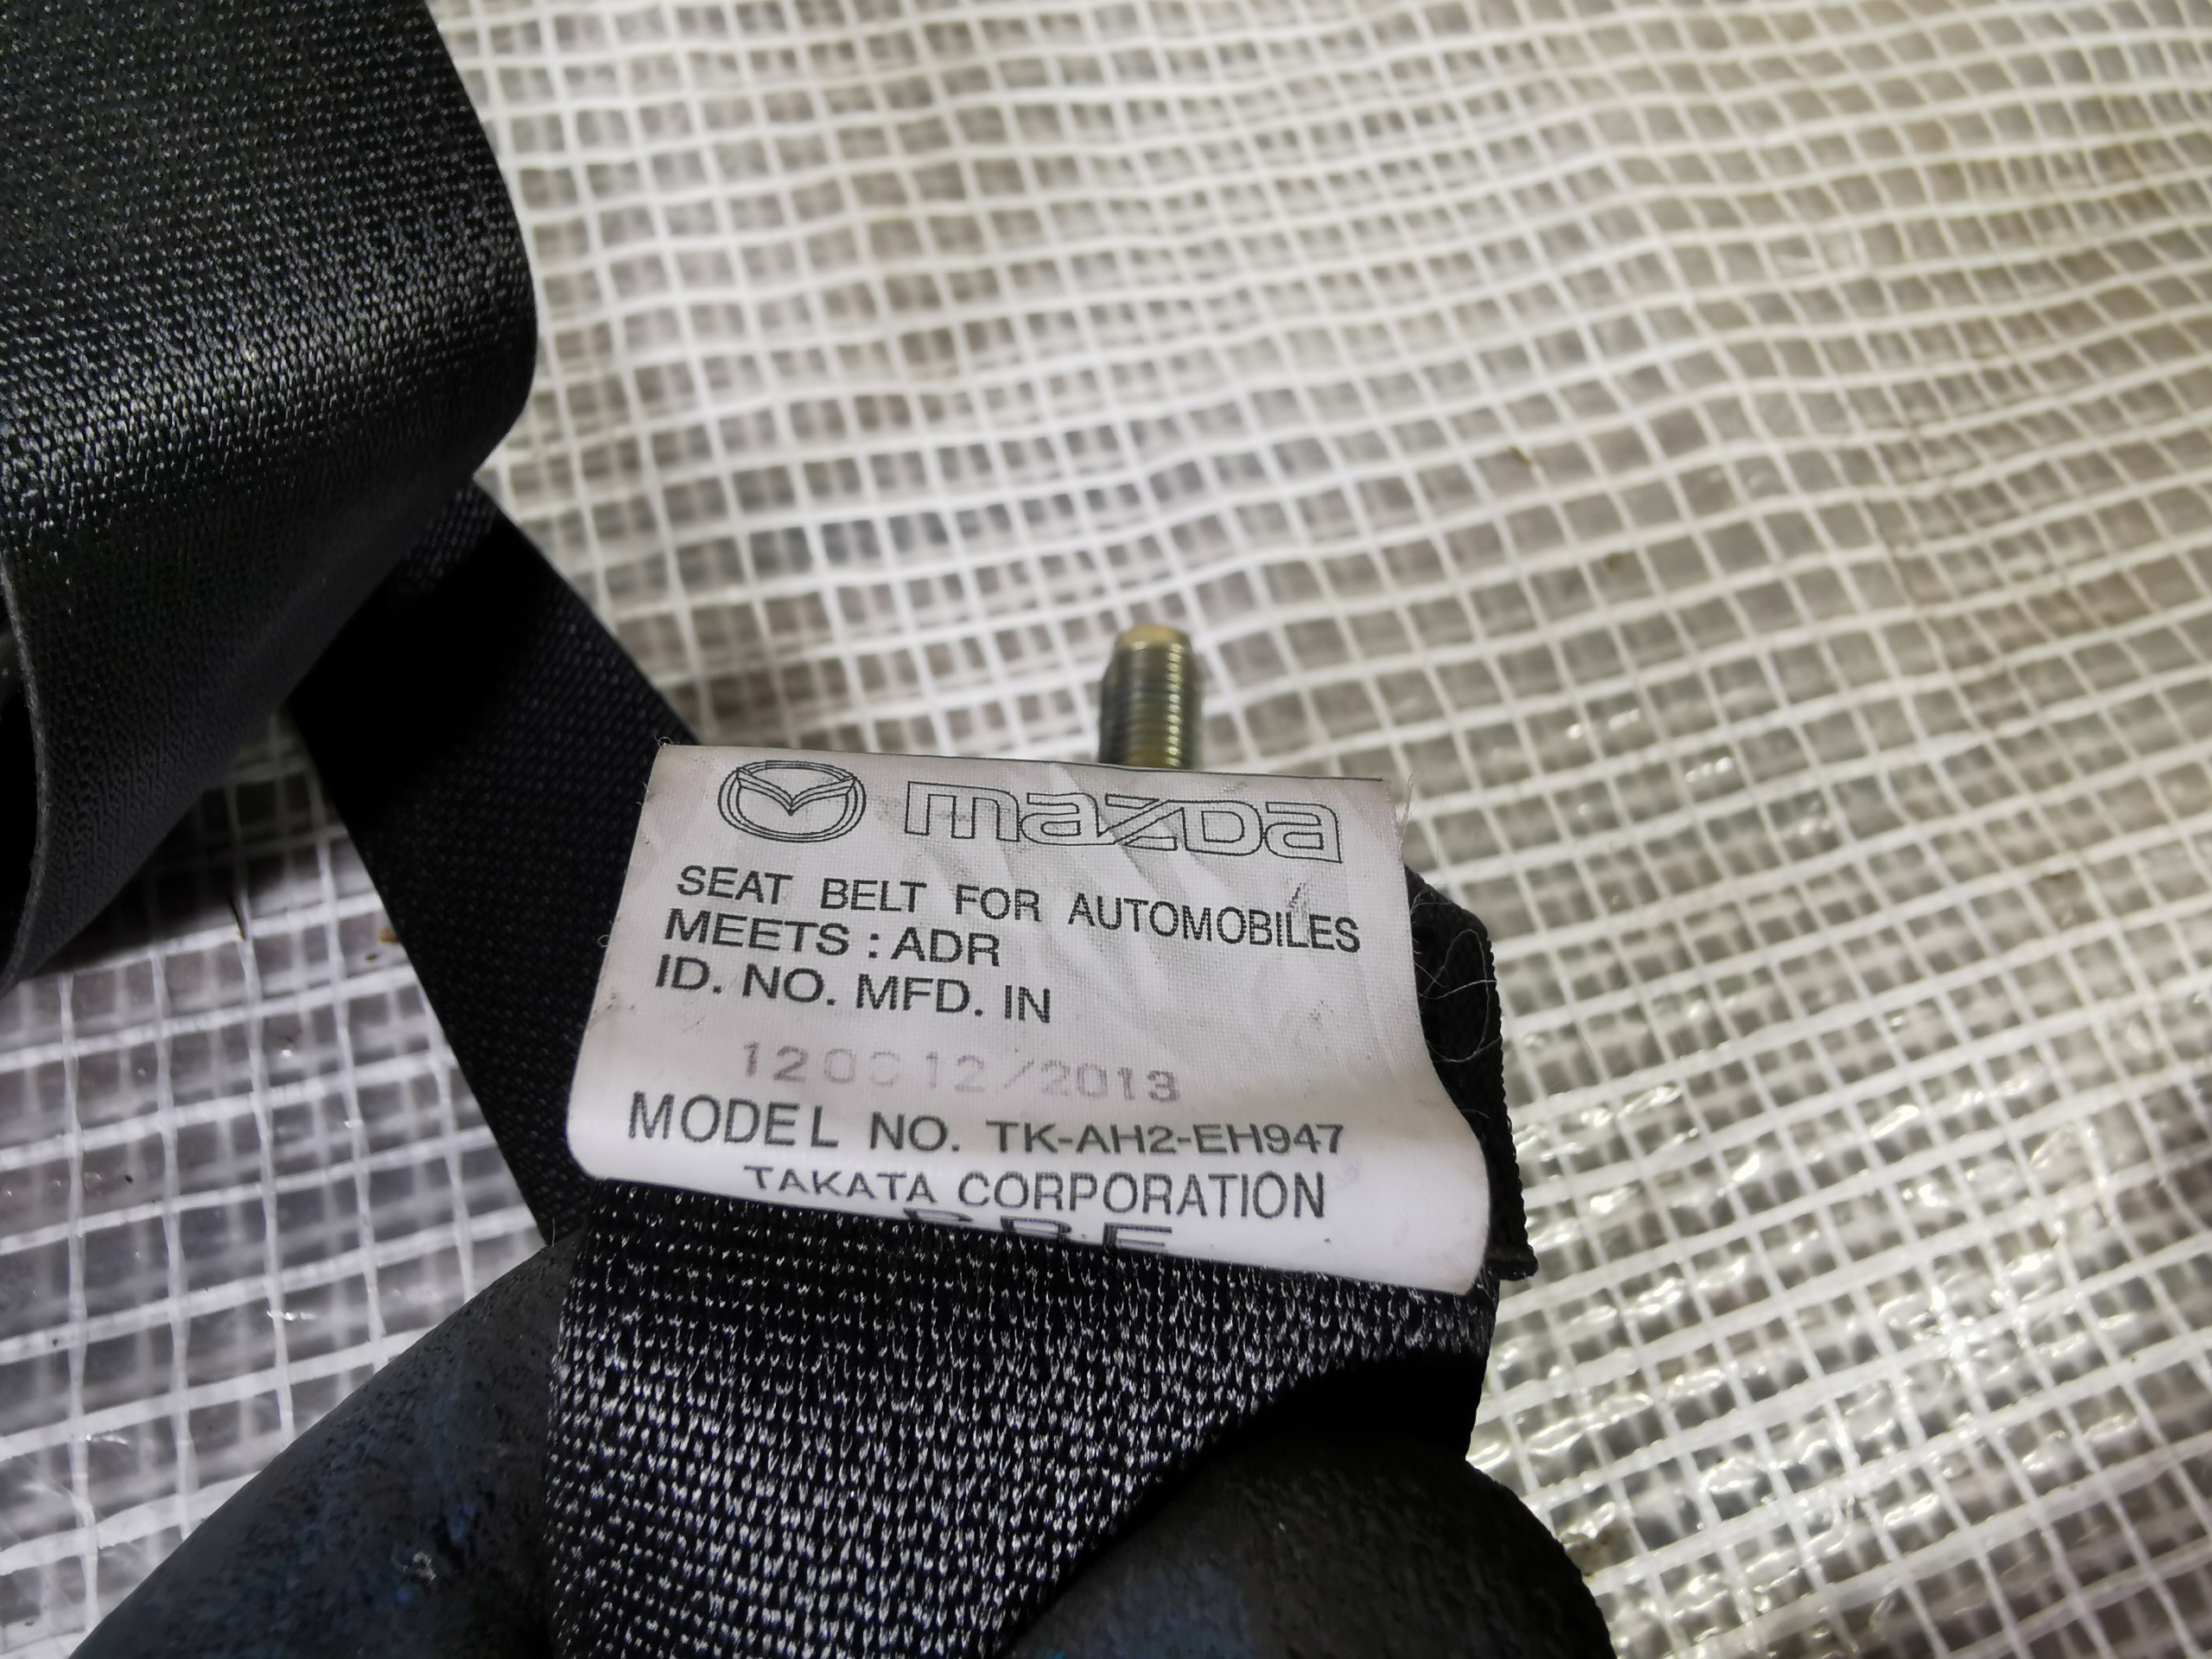 mazda
SEAT BELT FOR AUTOMOBILES
MEETS : ADR
ID. NO. MFD. IN
12/2013
MODEL NO. TK-AH2-EH947
TAKATA CORPORATION